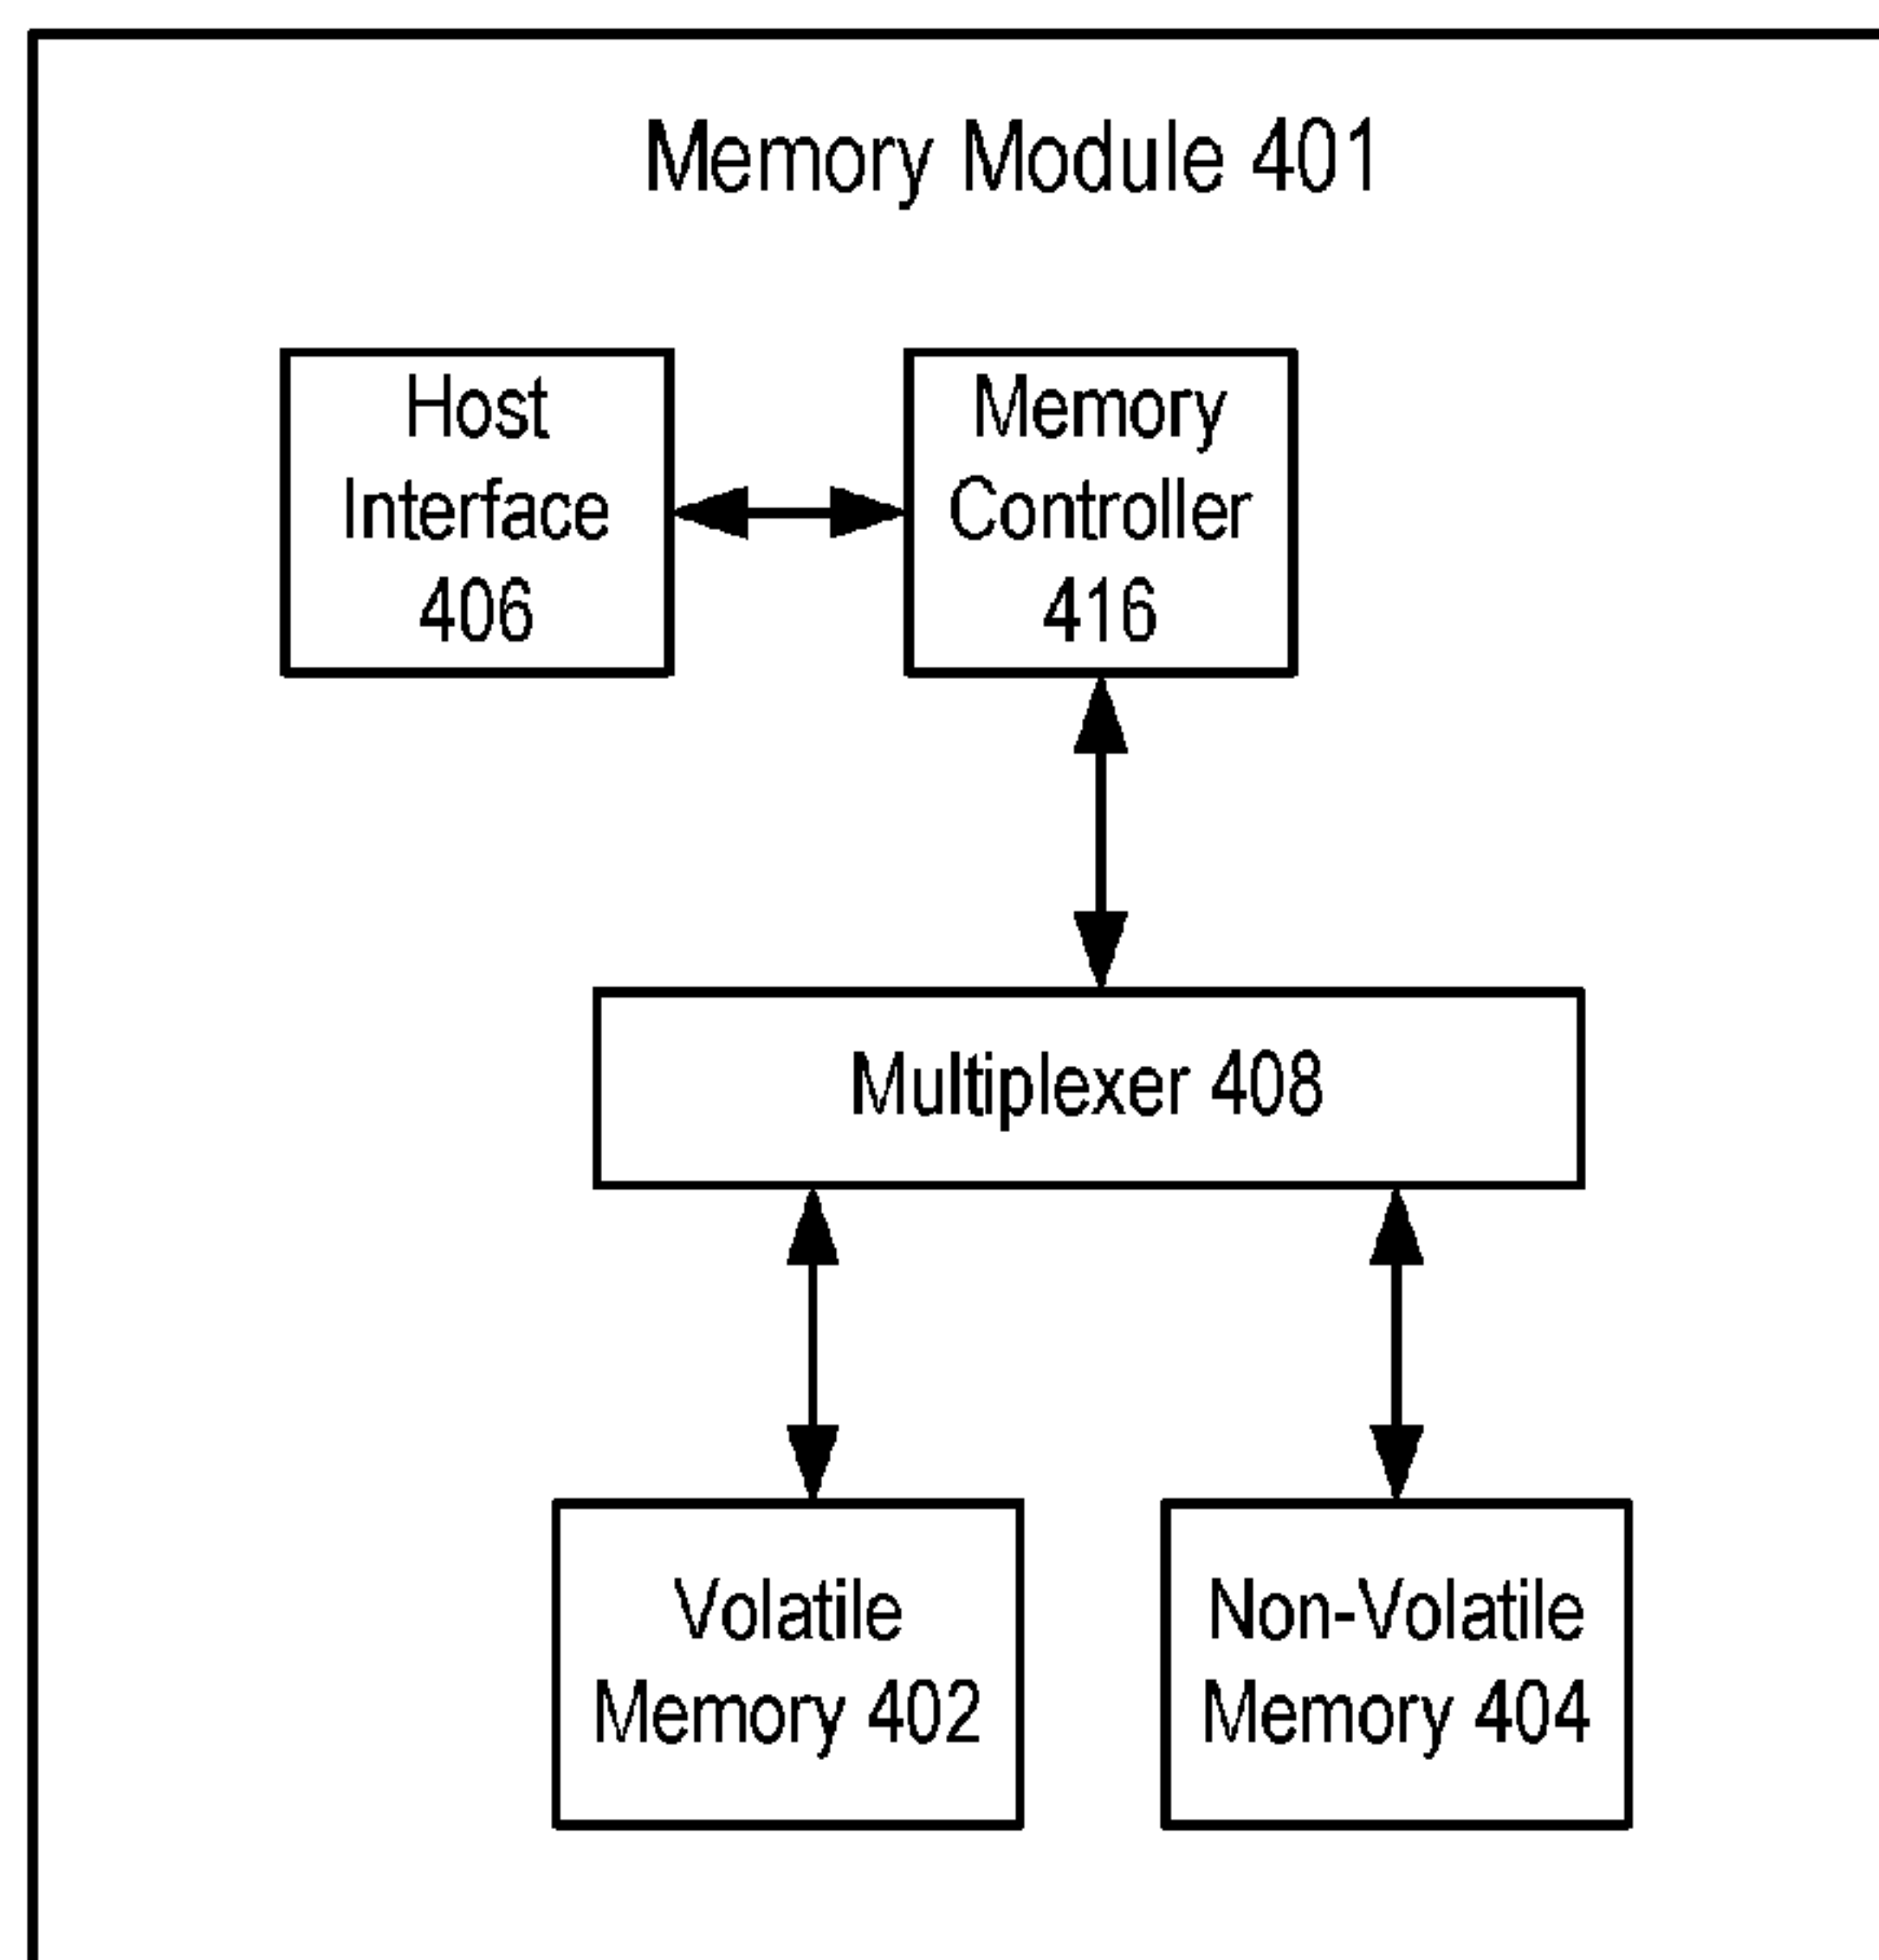 Memory Module 401
Host
Interface
406
Memory
Controller
416
Multiplexer 408
Volatile
Memory 402
Non-Volatile
Memory 404